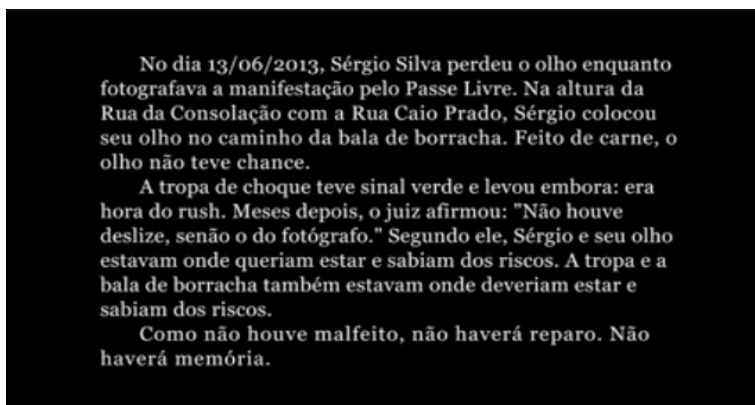 No dia 13/06/2013, Sérgio Silva perdeu o olho enquanto
fotografava a manifestação pelo Passe Livre. Na altura da
Rua da Consolação com a Rua Caio Prado, Sérgio colocou
seu olho no caminho da bala de borracha. Feito de carne, o
olho não teve chance.
A tropa de choque teve sinal verde e levou embora: era
hora do rush. Meses depois, o juiz afirmou: "Não houve
deslize, senão o do fotógrafo." Segundo ele, Sérgio e seu olho
estavam onde queriam estar e sabiam dos riscos. A tropa e a
bala de borracha também estavam onde deveriam estar e
sabiam dos riscos.
Como não houve malfeito, não haverá reparo. Não
haverá memória.